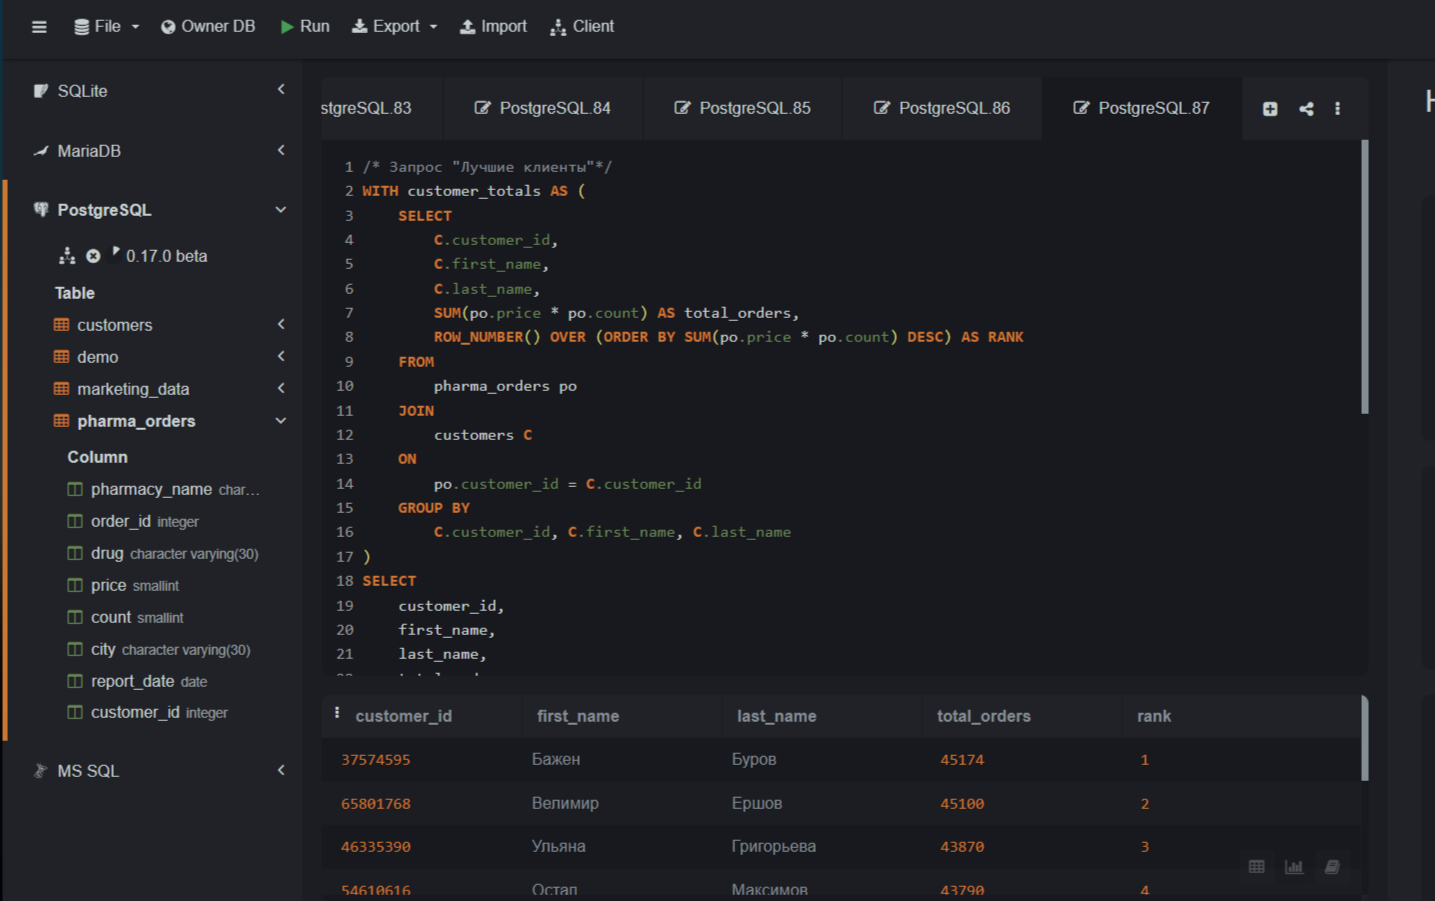 File Owner DB Run Export Import Client
SQLite
MariaDB
PostgreSQL
0.17.0 beta
Table
customers
demo
marketing_data
pharma_orders
Column
pharmacy_name char...
order_id integer
drug character varying(30)
price smallint
count smallint
city character varying(30)
report_date date
customer_id integer
MS SQL
stgreSQL.83 PostgreSQL.84 PostgreSQL.85 PostgreSQL.86 PostgreSQL.87
1 /* Запрос "Лучшие клиенты"*/
2 WITH customer_totals AS (
3 SELECT
4 C.customer_id,
5 C.first_name,
6 C.last_name,
7 SUM(po.price * po.count) AS total_orders,
8 ROW_NUMBER() OVER (ORDER BY SUM(po.price * po.count) DESC) AS RANK
9 FROM
10 pharma_orders po
11 JOIN
12 customers C
13 ON
14 po.customer_id = C.customer_id
15 GROUP BY
16 C.customer_id, C.first_name, C.last_name
17 )
18 SELECT
19 customer_id,
20 first_name,
21 last_name,
customer_id first_name last_name total_orders rank
37574595 Бажен Буров 45174 1
65801768 Велимир Ершов 45100 2
46335390 Ульяна Григорьева 43870 3
54610616 Остап Максимов 43790 4